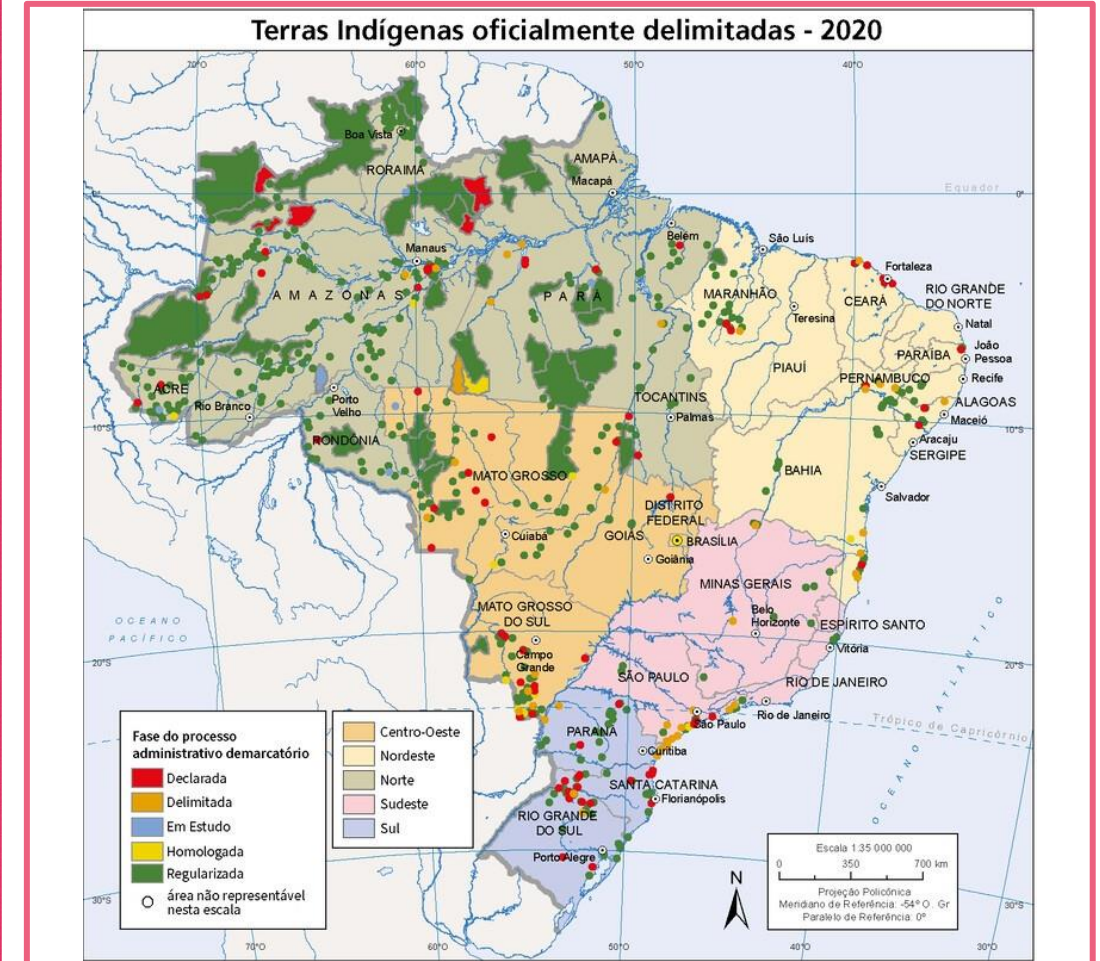 Terras Indígenas oficialmente delimitadas - 2020
70°O
60°O
50°O
40°O
Boa Vista
RORAIMA
AMAPÁ
Macapá
Equador
0°
0°
Belém
São Luís
Manaus
Fortaleza
AMAZONAS
PARÁ
MARANHÃO
CEARÁ
RIO GRANDE
DO NORTE
Teresina
Natal
João
Pessoa
PARAÍBA
PIAUÍ
PERNAMBUCO
Recife
ACRE
Rio Branco
Porto
Velho
TOCANTINS
Palmas
ALAGOAS
Maceió
10°S
10°S
RONDÔNIA
Aracaju
SERGIPE
MATO GROSSO
BAHIA
Salvador
DISTRITO
FEDERAL
Cuiabá
GOIÁS
BRASÍLIA
Goiânia
MINAS GERAIS
MATO GROSSO
DO SUL
Belo
Horizonte
ESPÍRITO SANTO
OCEANO
PACÍFICO
Vitória
20°S
20°S
Campo
Grande
SÃO PAULO
RIO DE JANEIRO
OCEANO ATLÂNTICO
Rio de Janeiro
São Paulo
Trópico de Capricórnio
PARANÁ
Curitiba
SANTA CATARINA
Florianópolis
RIO GRANDE
DO SUL
Porto Alegre
30°S
30°S
70°O
60°O
50°O
40°O
30°O
Fase do processo
administrativo demarcatório
Declarada
Delimitada
Em Estudo
Homologada
Regularizada
área não representável
nesta escala
Centro-Oeste
Nordeste
Norte
Sudeste
Sul
N
Escala 1:35 000 000
0 350 700 km
Projeção Policônica
Meridiano de Referência: -54° O. Gr
Paralelo de Referência: 0°